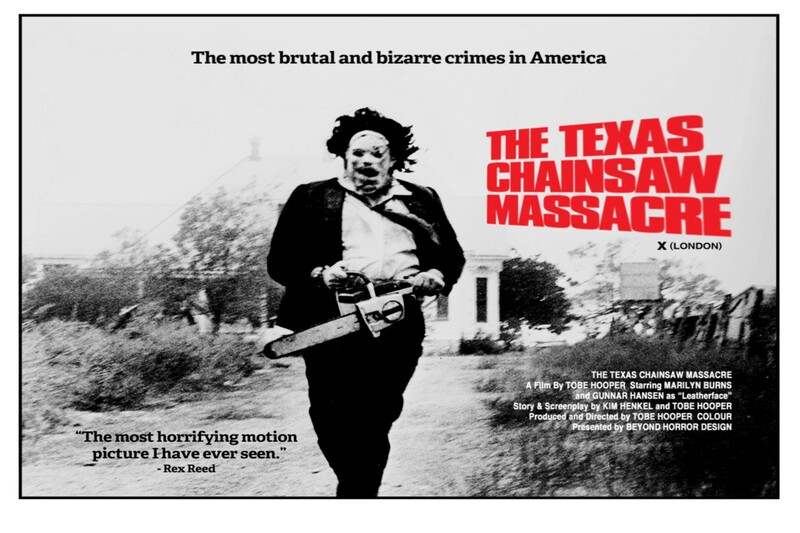 The most brutal and bizarre crimes in America
THE TEXAS
CHAINSAW
MASSACRE
X (LONDON)
THE TEXAS CHAINSAW MASSACRE
A Film By TOBE HOOPER Starring MARILYN BURNS
and GUNNAR HANSEN as "Leatherface"
Story & Screenplay by KIM HENKEL and TOBE HOOPER
Produced and Directed by TOBE HOOPER COLOUR
Presented by BEYOND HORROR DESIGN
“The most horrifying motion
picture I have ever seen.”
- Rex Reed